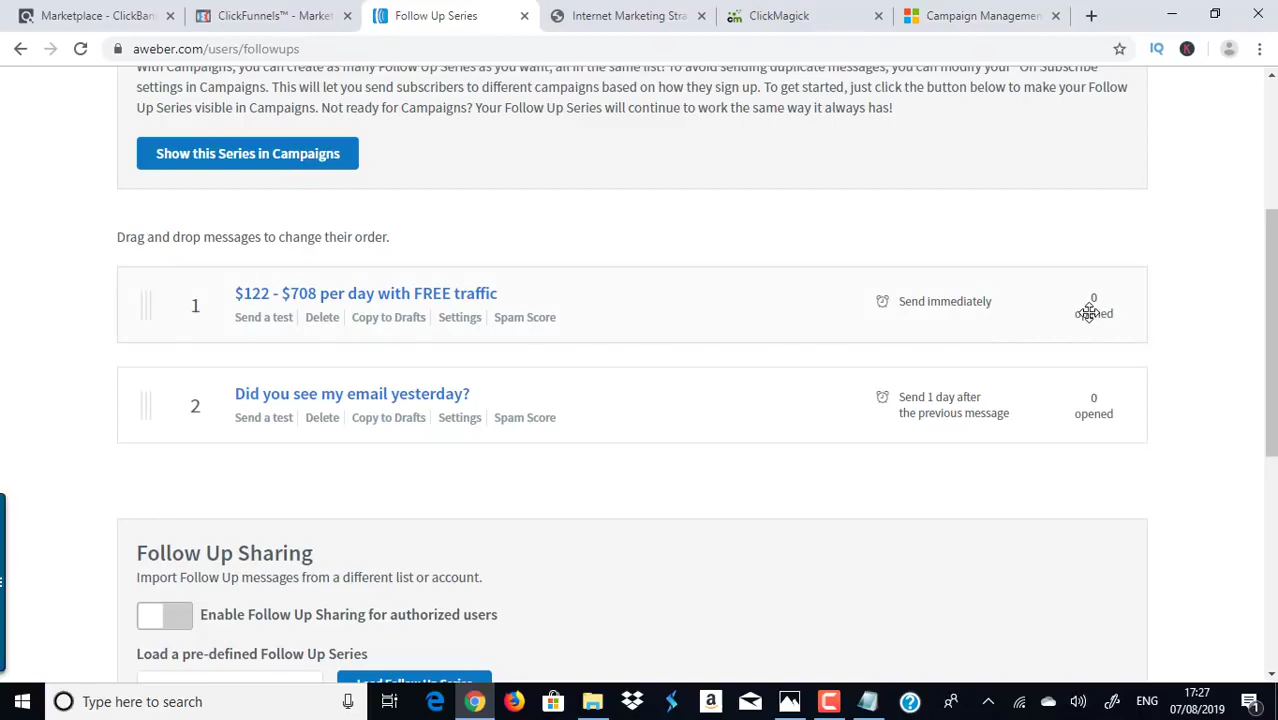 Marketplace - ClickBan
ClickFunnels™ - Market
Follow Up Series
Internet Marketing Stra
ClickMagick
Campaign Managemen
aweber.com/users/followups
With Campaigns, you can create as many Follow Up Series as you want, all in the same list! To avoid sending duplicate messages, you can modify your "On Subscribe"
settings in Campaigns. This will let you send subscribers to different campaigns based on how they sign up. To get started, just click the button below to make your Follow
Up Series visible in Campaigns. Not ready for Campaigns? Your Follow Up Series will continue to work the same way it always has!
Show this Series in Campaigns
Drag and drop messages to change their order.
1
$122 - $708 per day with FREE traffic
Send a test
Delete
Copy to Drafts
Settings
Spam Score
Send immediately
0
opened
2
Did you see my email yesterday?
Send a test
Delete
Copy to Drafts
Settings
Spam Score
Send 1 day after
the previous message
0
opened
Follow Up Sharing
Import Follow Up messages from a different list or account.
Enable Follow Up Sharing for authorized users
Load a pre-defined Follow Up Series
Load Follow Up Series
Type here to search
ENG
17:27
07/08/2019